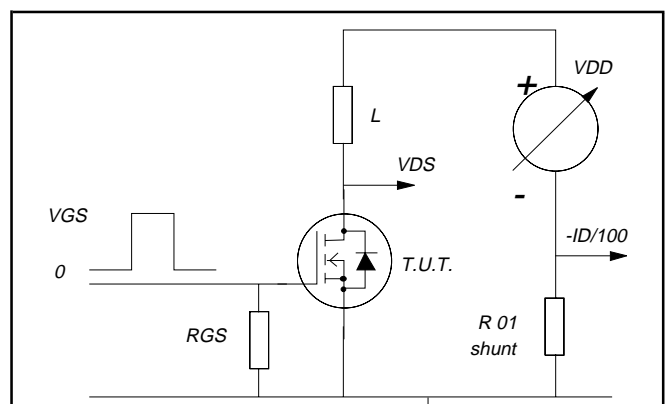 +
VDD
L
VDS
-
VGS
-ID/100
0
T.U.T.
RGS
R 01
shunt